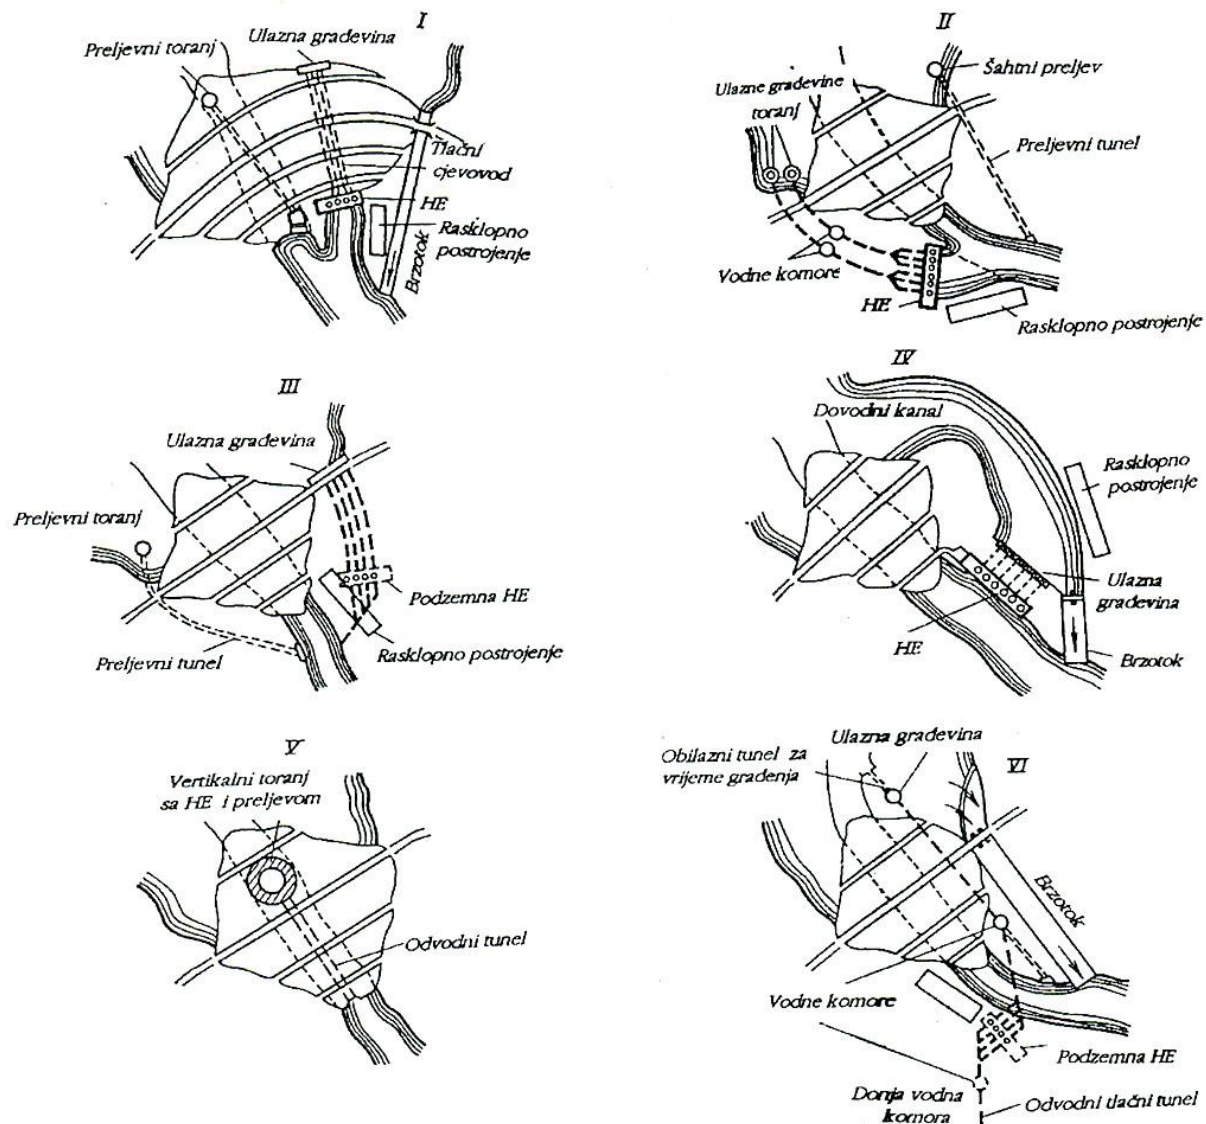 I
Preljevni toranj
Ulazna građevina
Tlačni
cjevovod
HE
Rasklopno
postrojenje
Brzotok
II
Ulazne građevine
toranj
Šahtni preljev
Preljevni tunel
Vodne komore
HE
Rasklopno postrojenje
III
Ulazna građevina
Preljevni toranj
Podzemna HE
Preljevni tunel
Rasklopno postrojenje
IV
Dovodni kanal
Rasklopno
postrojenje
Ulazna
građevina
HE
Brzotok
V
Vertikalni toranj
sa HE i preljevom
Odvodni tunel
VI
Obilazni tunel za
vrijeme građenja
Ulazna građevina
Brzotok
Vodne komore
Podzemna HE
Donja vodna
komora
Odvodni tlačni tunel